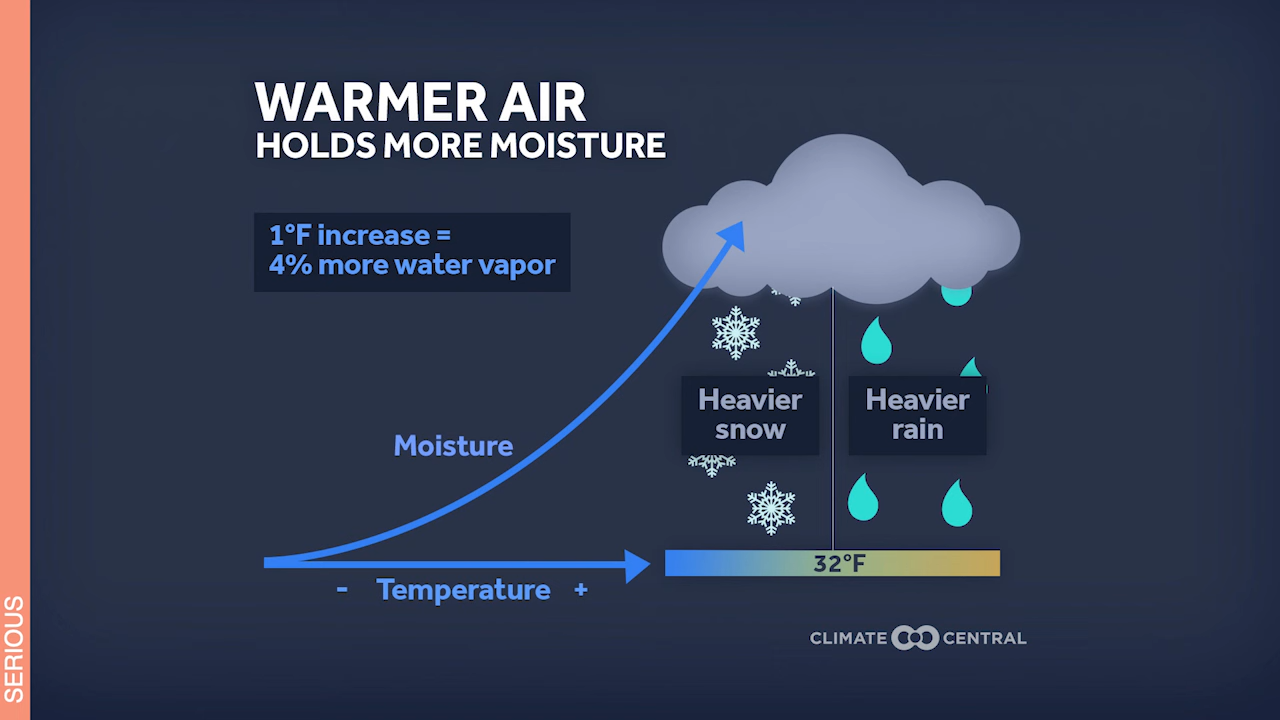 WARMER AIR
HOLDS MORE MOISTURE
1°F increase =
4% more water vapor
Heavier
snow
Heavier
rain
Moisture
32°F
- Temperature +
CLIMATE CENTRAL
SERIOUS